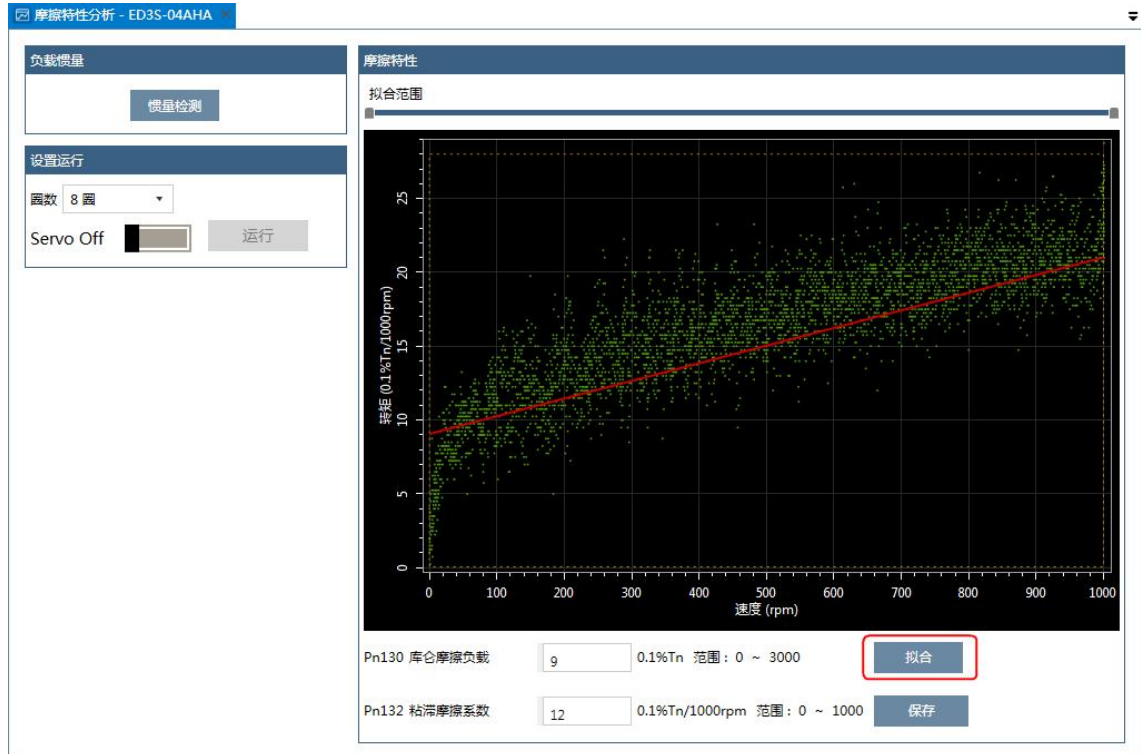 摩擦特性分析 - ED3S-04AHA
负载惯量
惯量检测
设置运行
圈数 8 圈
Servo Off 运行
摩擦特性
拟合范围
转矩 (0.1%Tn/1000rpm)
25
20
15
10
5
0
0 100 200 300 400 500 600 700 800 900 1000
速度 (rpm)
Pn130 库仑摩擦负载 9 0.1%Tn 范围: 0 ~ 3000 拟合
Pn132 粘滞摩擦系数 12 0.1%Tn/1000rpm 范围: 0 ~ 1000 保存